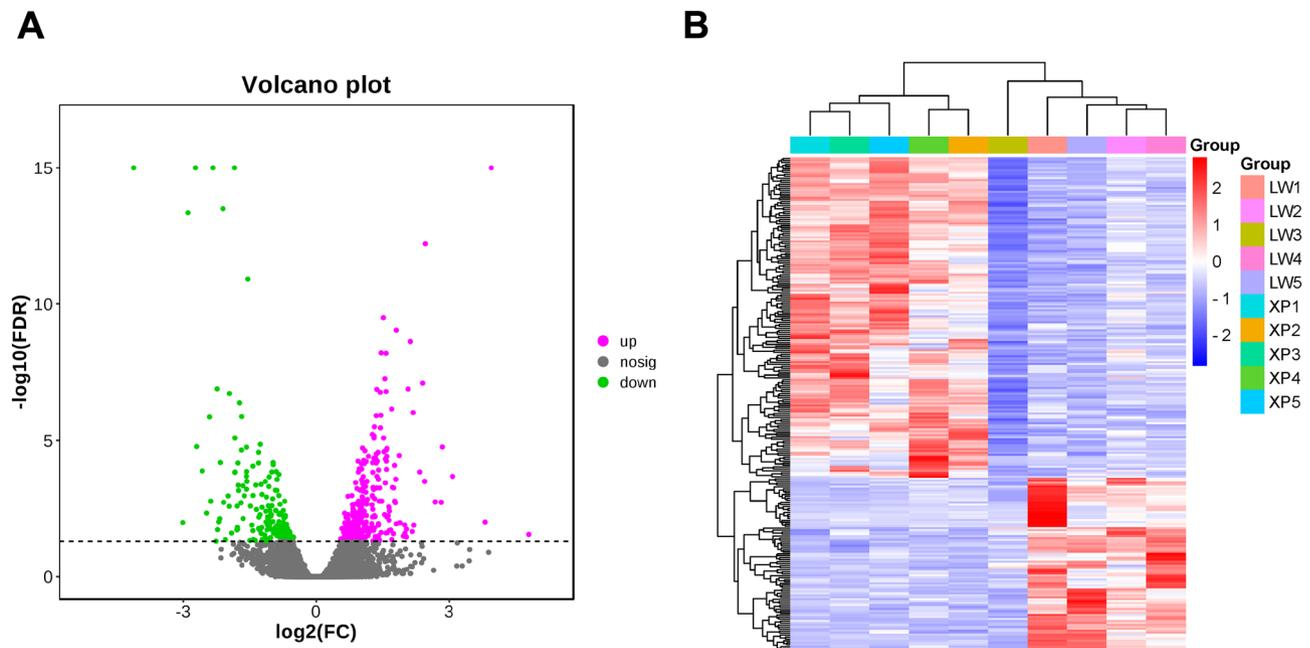 A
B
Volcano plot
-log10(FDR)
15
10
5
0
-3
0
3
log2(FC)
up
nosig
down
Group
2
1
0
-1
-2
Group
LW1
LW2
LW3
LW4
LW5
XP1
XP2
XP3
XP4
XP5